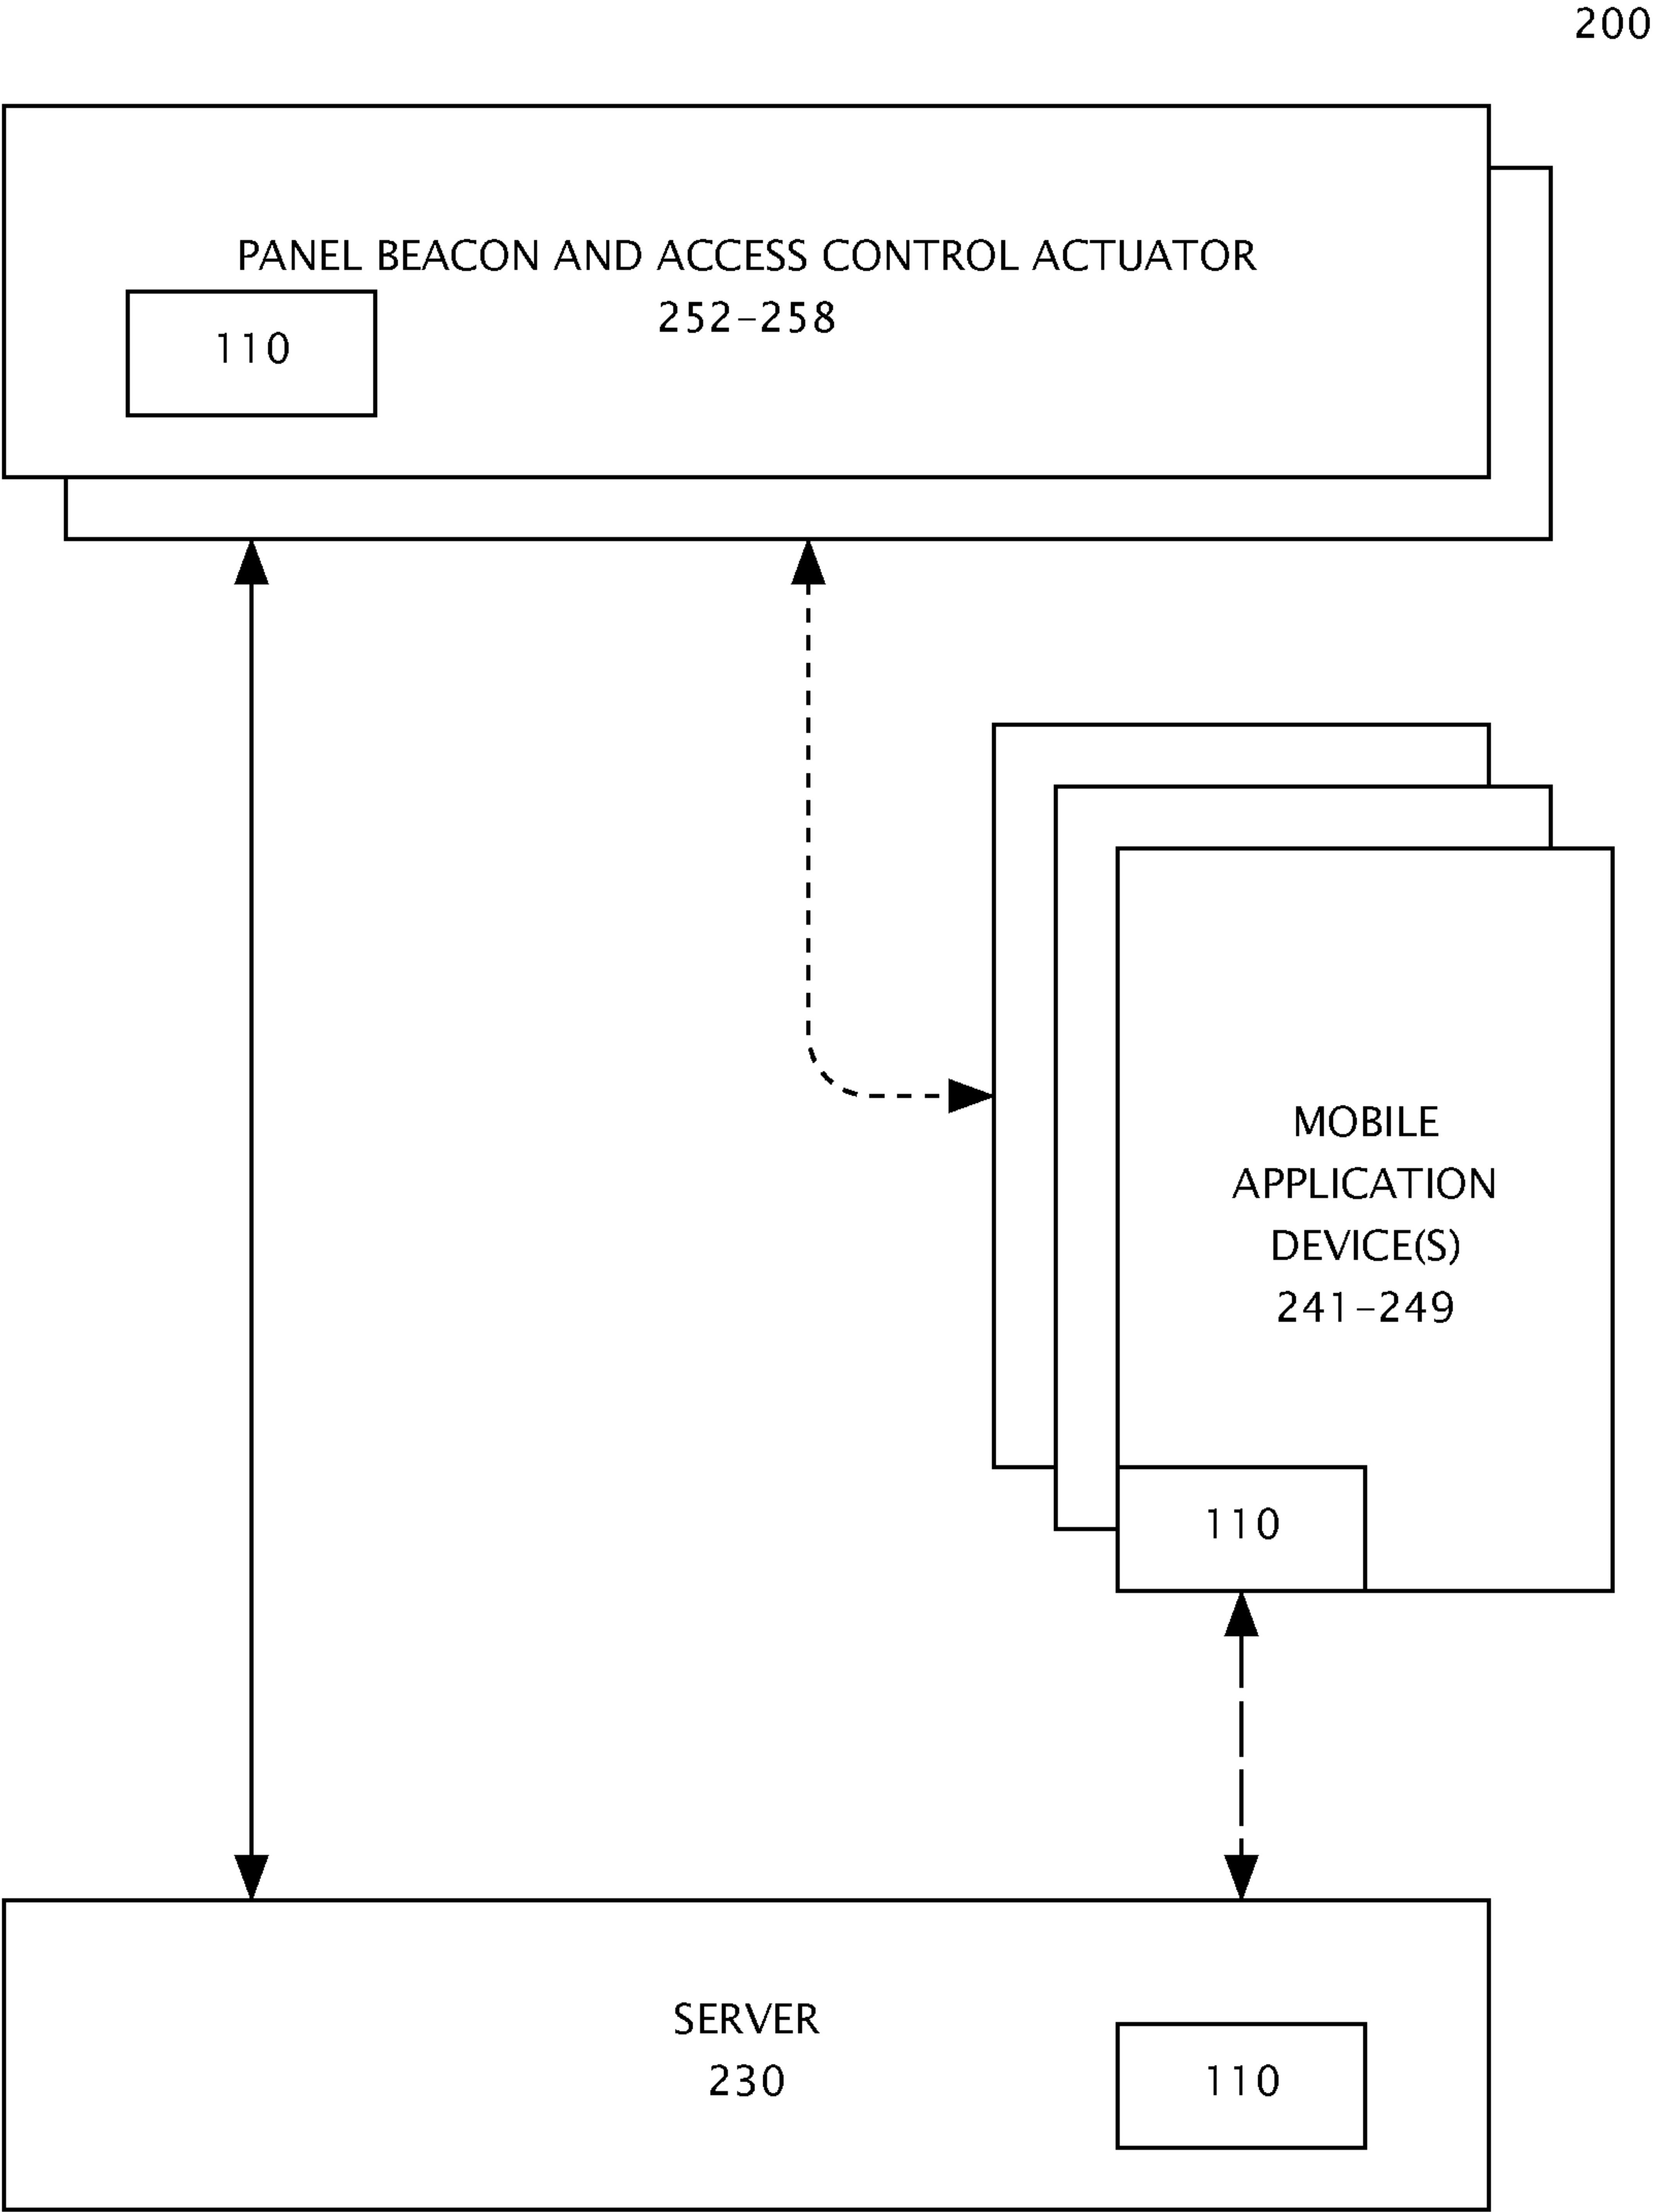 200
PANEL BEACON AND ACCESS CONTROL ACTUATOR
252-258
110
MOBILE
APPLICATION
DEVICE(S)
241-249
110
SERVER
230
110